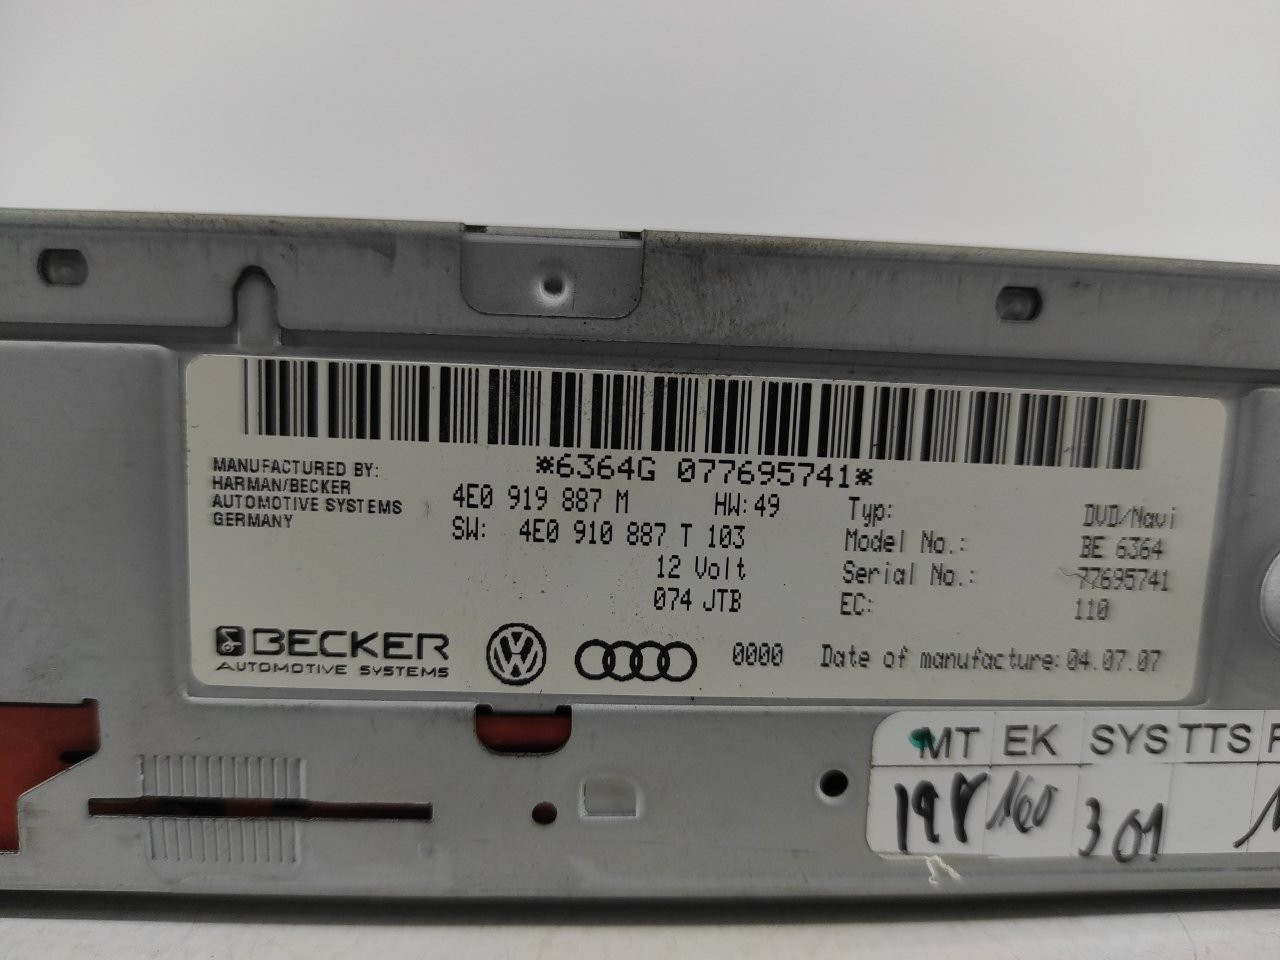 *6364G 077695741*
MANUFACTURED BY:
HARMAN/BECKER
AUTOMOTIVE SYSTEMS
GERMANY
4E0 919 887 M HW: 49
SW: 4E0 910 887 T 103
12 Volt
074 JTB
Typ: DVD/Navi
Model No.: BE 6364
Serial No.: 77695741
EC: 110
BECKER
AUTOMOTIVE SYSTEMS
0000 Date of manufacture: 04.07.07
MT EK SYS TTS
160 301